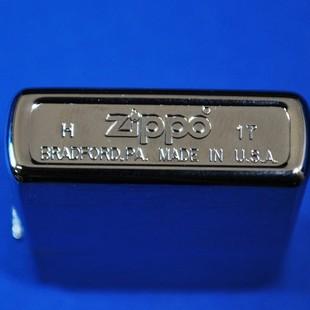 H zippo 17
BRADFORD,PA. MADE IN U.S.A.